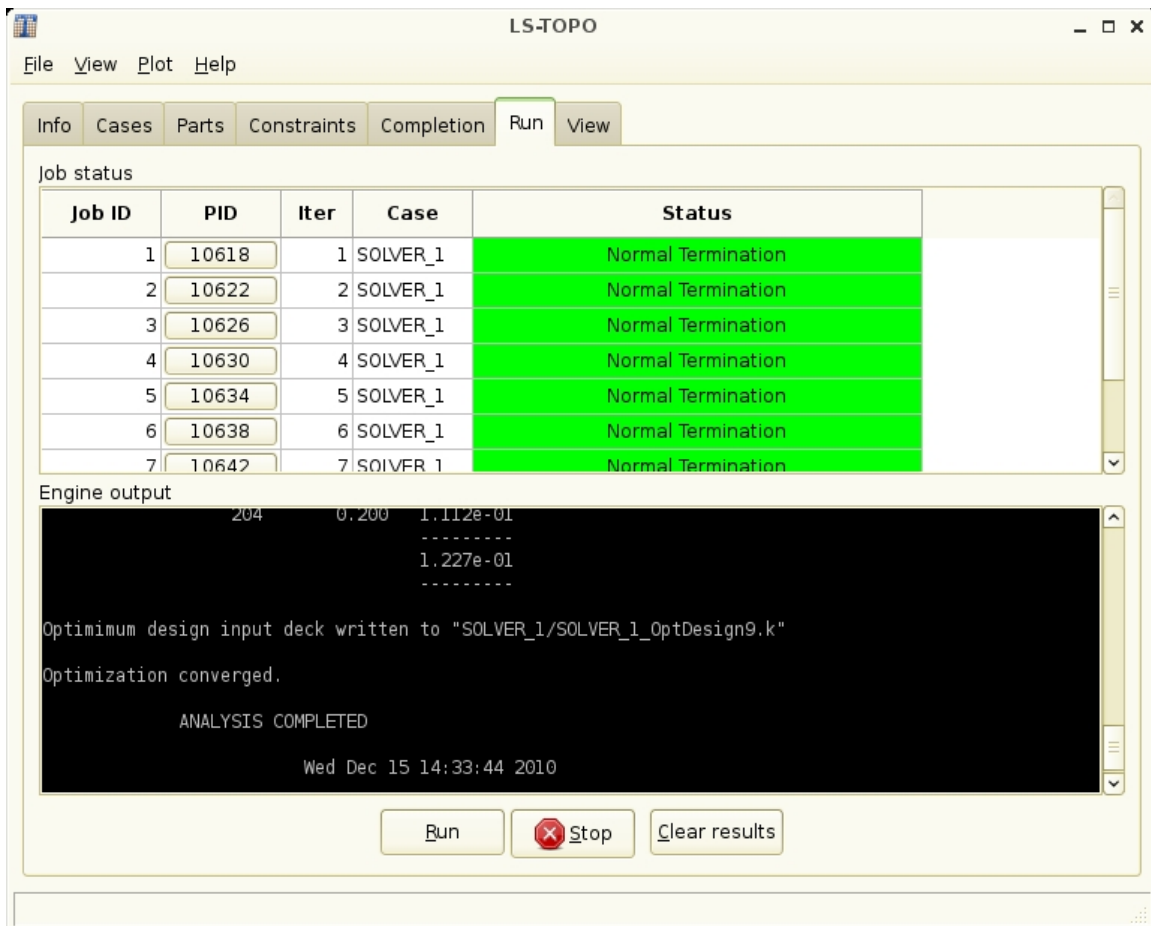 LS-TOPO
File View Plot Help
Info Cases Parts Constraints Completion Run View
Job status
Job ID PID Iter Case Status
1 10618 1 SOLVER_1 Normal Termination
2 10622 2 SOLVER_1 Normal Termination
3 10626 3 SOLVER_1 Normal Termination
4 10630 4 SOLVER_1 Normal Termination
5 10634 5 SOLVER_1 Normal Termination
6 10638 6 SOLVER_1 Normal Termination
7 10642 7 SOLVER_1 Normal Termination
Engine output
204 0.200 1.112e-01
---------
1.227e-01
---------
Optimimum design input deck written to "SOLVER_1/SOLVER_1_OptDesign9.k"
Optimization converged.
ANALYSIS COMPLETED
Wed Dec 15 14:33:44 2010
Run Stop Clear results